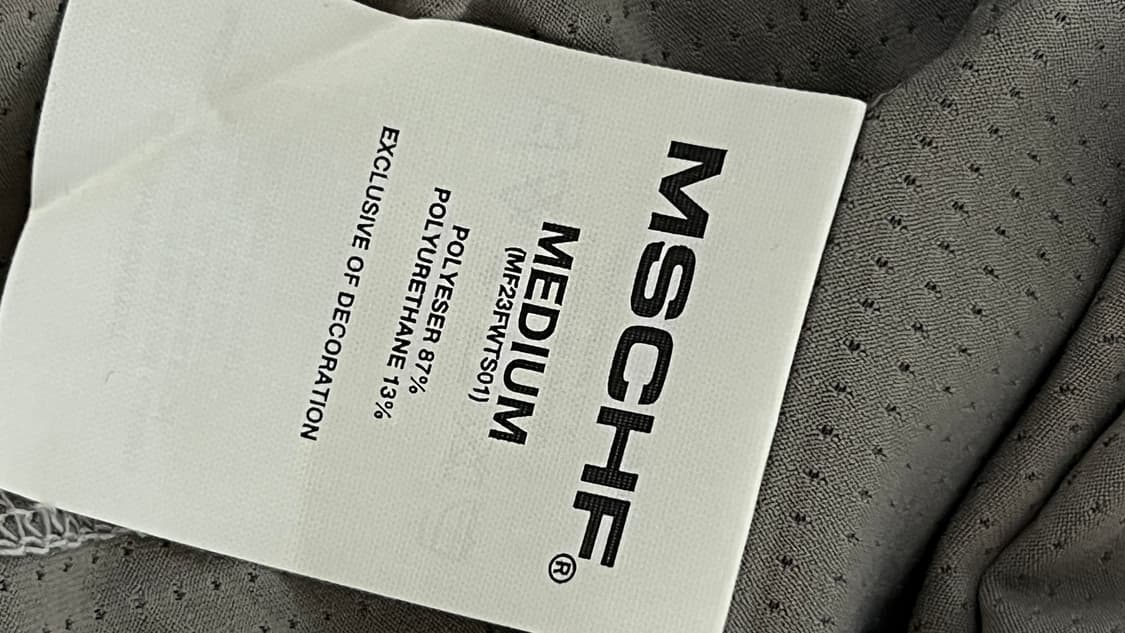 MSCHF®
MEDIUM
(MF23FWTS01)
POLYESER 87%
POLYURETHANE 13%
EXCLUSIVE OF DECORATION